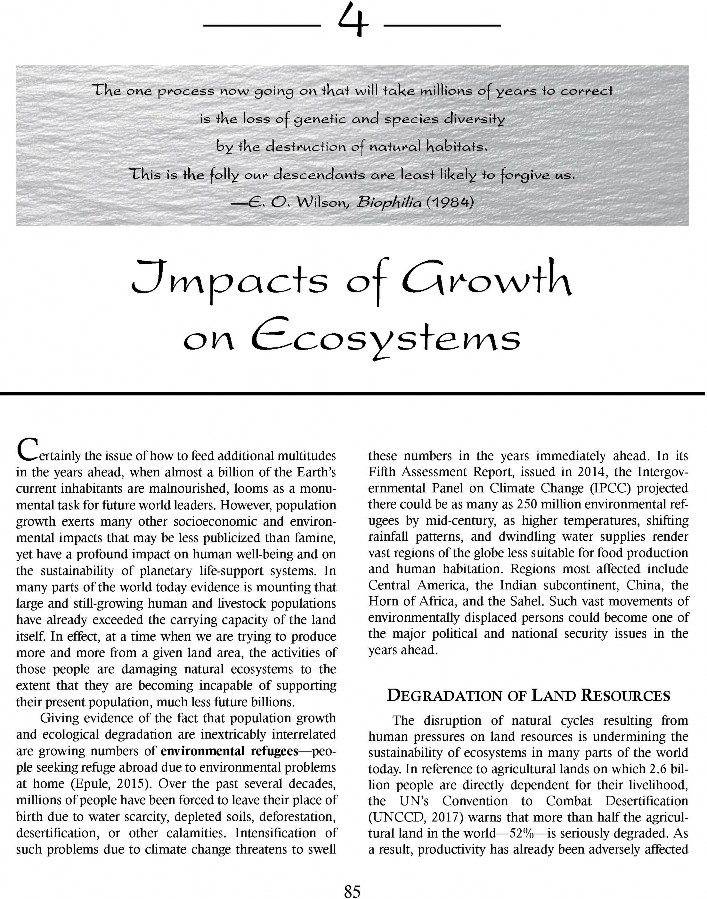 4
The one process now going on that will take millions of years to correct
is the loss of genetic and species diversity
by the destruction of natural habitats.
This is the folly our descendants are least likely to forgive us.
—E. O. Wilson, Biophilia (1984)
Impacts of Growth
on Ecosystems
Certainly the issue of how to feed additional multitudes
in the years ahead, when almost a billion of the Earth's
current inhabitants are malnourished, looms as a monu-
mental task for future world leaders. However, population
growth exerts many other socioeconomic and environ-
mental impacts that may be less publicized than famine,
yet have a profound impact on human well-being and on
the sustainability of planetary life-support systems. In
many parts of the world today evidence is mounting that
large and still-growing human and livestock populations
have already exceeded the carrying capacity of the land
itself. In effect, at a time when we are trying to produce
more and more from a given land area, the activities of
those people are damaging natural ecosystems to the
extent that they are becoming incapable of supporting
their present population, much less future billions.
Giving evidence of the fact that population growth
and ecological degradation are inextricably interrelated
are growing numbers of environmental refugees—peo-
ple seeking refuge abroad due to environmental problems
at home (Epule, 2015). Over the past several decades,
millions of people have been forced to leave their place of
birth due to water scarcity, depleted soils, deforestation,
desertification, or other calamities. Intensification of
such problems due to climate change threatens to swell
these numbers in the years immediately ahead. In its
Fifth Assessment Report, issued in 2014, the Intergov-
ernmental Panel on Climate Change (IPCC) projected
there could be as many as 250 million environmental ref-
ugees by mid-century, as higher temperatures, shifting
rainfall patterns, and dwindling water supplies render
vast regions of the globe less suitable for food production
and human habitation. Regions most affected include
Central America, the Indian subcontinent, China, the
Horn of Africa, and the Sahel. Such vast movements of
environmentally displaced persons could become one of
the major political and national security issues in the
years ahead.
DEGRADATION OF LAND RESOURCES
The disruption of natural cycles resulting from
human pressures on land resources is undermining the
sustainability of ecosystems in many parts of the world
today. In reference to agricultural lands on which 2.6 bil-
lion people are directly dependent for their livelihood,
the UN's Convention to Combat Desertification
(UNCCD, 2017) warns that more than half the agricul-
tural land in the world—52%—is seriously degraded. As
a result, productivity has already been adversely affected
85